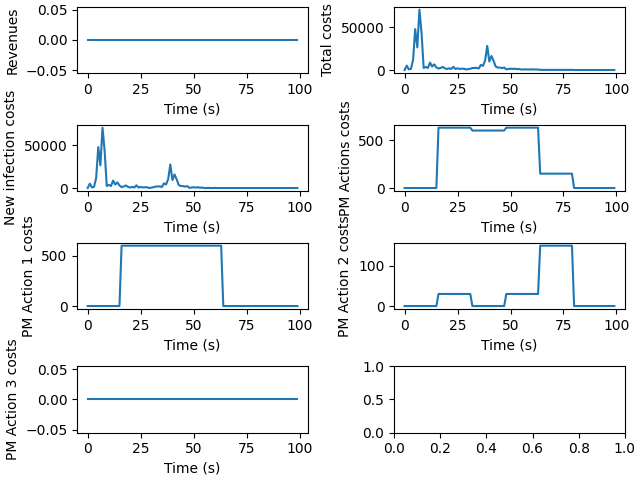 Revenues
0.05
0.00
−0.05
0 25 50 75 100
Time (s)
Total costs
50000
0
0 25 50 75 100
Time (s)
New infection costs
50000
0
0 25 50 75 100
Time (s)
PM Actions costs
500
0
0 25 50 75 100
Time (s)
PM Action 1 costs
500
0
0 25 50 75 100
Time (s)
PM Action 2 costs
100
0
0 25 50 75 100
Time (s)
PM Action 3 costs
0.05
0.00
−0.05
0 25 50 75 100
Time (s)
1.0
0.5
0.0
0.0 0.2 0.4 0.6 0.8 1.0